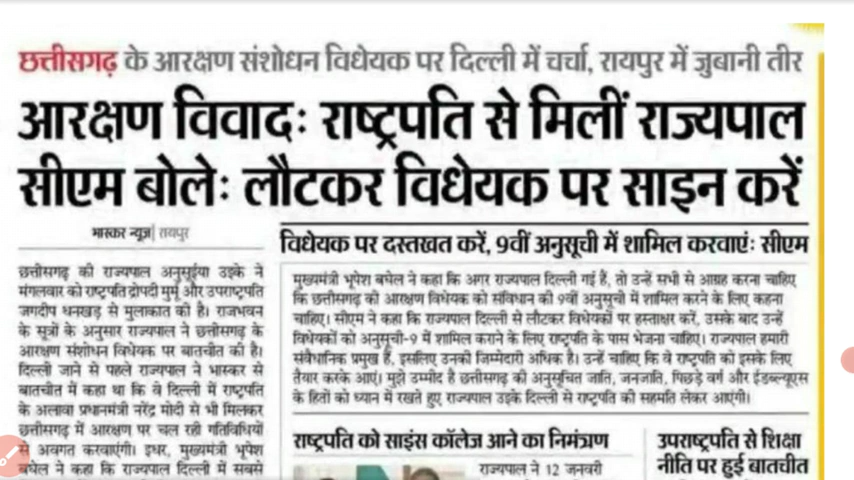 छत्तीसगढ़ के आरक्षण संशोधन विधेयक पर दिल्ली में चर्चा, रायपुर में जुबानी तीर
आरक्षण विवादः राष्ट्रपति से मिलीं राज्यपाल
सीएम बोलेः लौटकर विधेयक पर साइन करें
भास्कर न्यूज | रायपुर
छत्तीसगढ़ की राज्यपाल अनुसुईया उइके ने
मंगलवार को राष्ट्रपति द्रोपदी मुर्मू और उपराष्ट्रपति
जगदीप धनखड़ से मुलाकात की है। राजभवन
के सूत्रों के अनुसार राज्यपाल ने छत्तीसगढ़ के
आरक्षण संशोधन विधेयक पर बातचीत की है।
दिल्ली जाने से पहले राज्यपाल ने भास्कर से
बातचीत में कहा था कि वे दिल्ली में राष्ट्रपति
के अलावा प्रधानमंत्री नरेंद्र मोदी से भी मिलकर
छत्तीसगढ़ में आरक्षण पर चल रही गतिविधियों
से अवगत करवाएंगी। इधर, मुख्यमंत्री भूपेश
बघेल ने कहा कि राज्यपाल दिल्ली में सबसे
विधेयक पर दस्तखत करें, 9वीं अनुसूची में शामिल करवाएं: सीएम
मुख्यमंत्री भूपेश बघेल ने कहा कि अगर राज्यपाल दिल्ली गई हैं, तो उन्हें सभी से आग्रह करना चाहिए
कि छत्तीसगढ़ की आरक्षण विधेयक को संविधान की 9वीं अनुसूची में शामिल करने के लिए कहना
चाहिए। सीएम ने कहा कि राज्यपाल दिल्ली से लौटकर विधेयकों पर हस्ताक्षर करें, उसके बाद उन्हें
विधेयकों को अनुसूची-9 में शामिल कराने के लिए राष्ट्रपति के पास भेजना चाहिए। राज्यपाल हमारी
संवैधानिक प्रमुख हैं, इसलिए उनकी जिम्मेदारी अधिक है। उन्हें चाहिए कि वे राष्ट्रपति को इसके लिए
तैयार करके आएं। मुझे उम्मीद है छत्तीसगढ़ की अनुसूचित जाति, जनजाति, पिछड़े वर्ग और ईडब्ल्यूएस
के हितों को ध्यान में रखते हुए राज्यपाल उइके दिल्ली से राष्ट्रपति की सहमति लेकर आएंगी।
राष्ट्रपति को साइंस कॉलेज आने का निमंत्रण
राज्यपाल ने 12 जनवरी
उपराष्ट्रपति से शिक्षा
नीति पर हुई बातचीत